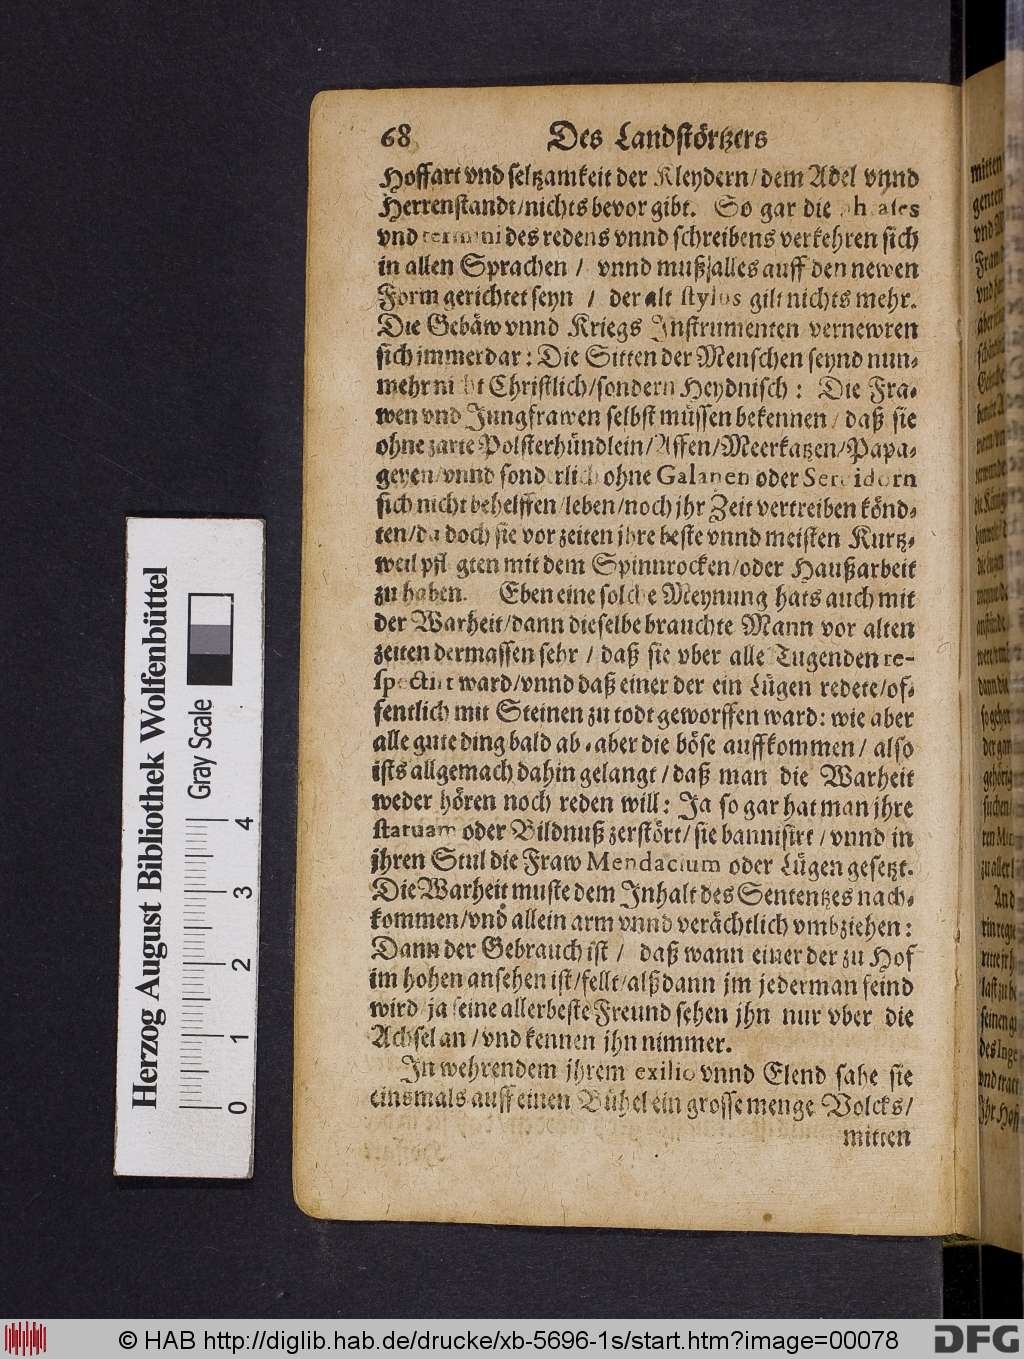 68 Des Landstörtzers
Hoffart vnd seltzamkeit der Kleydern/ dem Adel vnnd
Herrenstandt/nichts bevor gibt. So gar die phrases
vnd termini des redens vnnd schreibens verkehren sich
in allen Sprachen / vnnd muß alles auff den newen
Form gerichtet seyn / der alt stylus gilt nichts mehr.
Die Gebäw vnnd Kriegs Instrumenten vernewren
sich immerdar: Die Sitten der Menschen seynd nun-
mehr nicht Christlich/sondern Heydnisch: Die Fra-
wen vnd Jungfrawen selbst müssen bekennen / daß sie
ohne zarte Polsterhündlein/Affen/Meerkatzen/Papa-
geyen/vnnd sonderlich ohne Galanen oder Servidorn
sich nicht behelffen/leben/noch jhr Zeit vertreiben könd-
ten/da doch sie vor zeiten jhre beste vnnd meisten Kurtz-
weil pflegten mit dem Spinnrocken/oder Haußarbeit
zu haben. Eben eine solche Meynung hats auch mit
der Warheit/dann dieselbe brauchte Mann vor alten
zeiten dermassen sehr / daß sie vber alle Tugenden re-
spectirt ward/vnnd daß einer der ein Lügen redete/of-
fentlich mit Steinen zu todt geworffen ward: wie aber
alle gute ding bald ab- aber die böse auffkommen/ also
ists allgemach dahin gelangt / daß man die Warheit
weder hören noch reden will: Ja so gar hat man jhre
statuam oder Bildnuß zerstört/ sie bannisirt / vnnd in
jhren Stul die Fraw Mendacium oder Lügen gesetzt.
Die Warheit muste dem Inhalt des Sententzes nach-
kommen/vnd allein arm vnnd verächtlich vmbziehen:
Dann der Gebrauch ist / daß wann einer der zu Hof
im hohen ansehen ist/fellt/alßdann jm jederman feind
wird/ ja seine allerbeste Freund sehen jhn nur vber die
Achsel an / vnd kennen jhn nimmer.
In wehrendem jhrem exilio vnnd Elend sahe sie
einsmals auff einen Bühel ein grosse menge Volcks/
mitten
mitten
genten
Herzog August Bibliothek Wolfenbüttel
Gray Scale
0 1 2 3 4
© HAB http://diglib.hab.de/drucke/xb-5696-1s/start.htm?image=00078
DFG